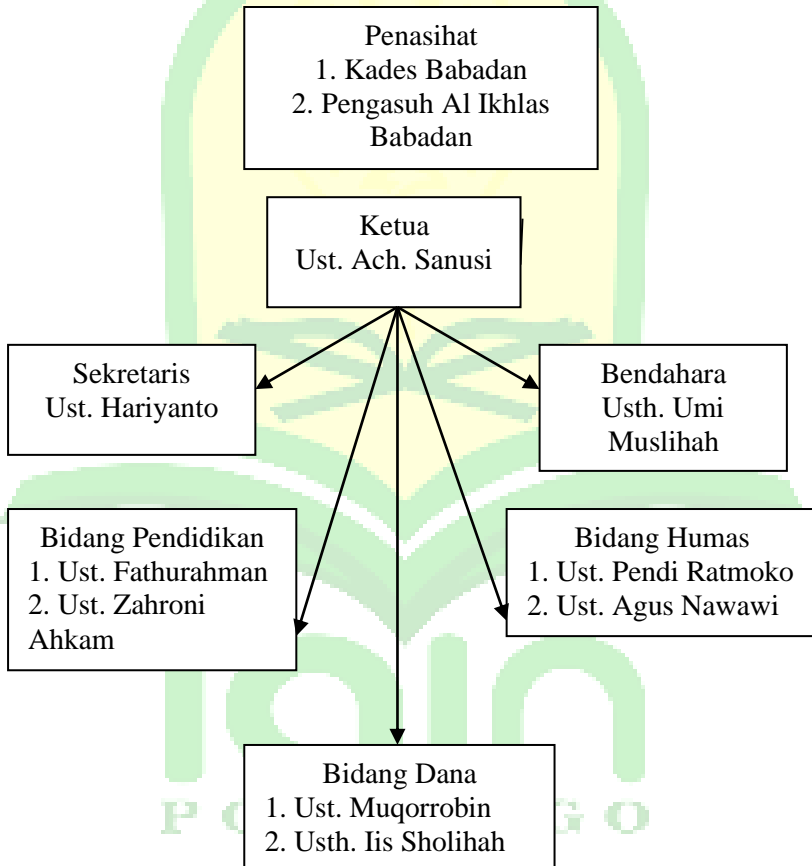 Penasihat
1. Kades Babadan
2. Pengasuh Al Ikhlas
Babadan
Ketua
Ust. Ach. Sanusi
Sekretaris
Ust. Hariyanto
Bendahara
Usth. Umi
Muslihah
Bidang Pendidikan
1. Ust. Fathurahman
2. Ust. Zahroni
Ahkam
Bidang Humas
1. Ust. Pendi Ratmoko
2. Ust. Agus Nawawi
iain
Bidang Dana
1. Ust. Muqorrobin
2. Usth. Iis Sholihah